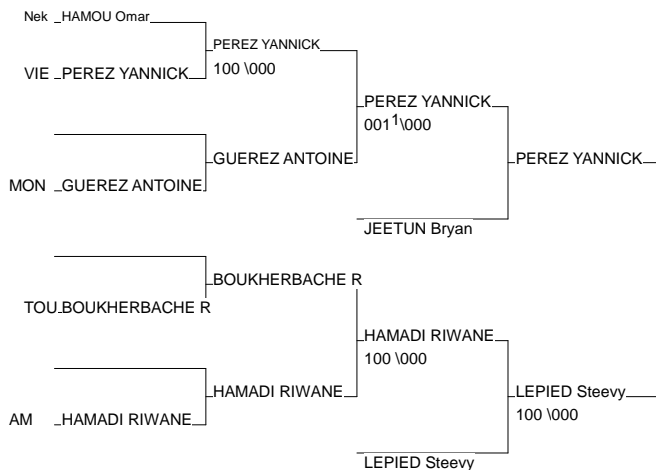 Nek HAMOU Omar
PEREZ YANNICK
100 \000
VIE PEREZ YANNICK
PEREZ YANNICK
001¹\000
GUEREZ ANTOINE
PEREZ YANNICK
MON GUEREZ ANTOINE
JEETUN Bryan
BOUKHERBACHE R
TOU BOUKHERBACHE R
HAMADI RIWANE
100 \000
HAMADI RIWANE
LEPIED Steevy
100 \000
AM HAMADI RIWANE
LEPIED Steevy